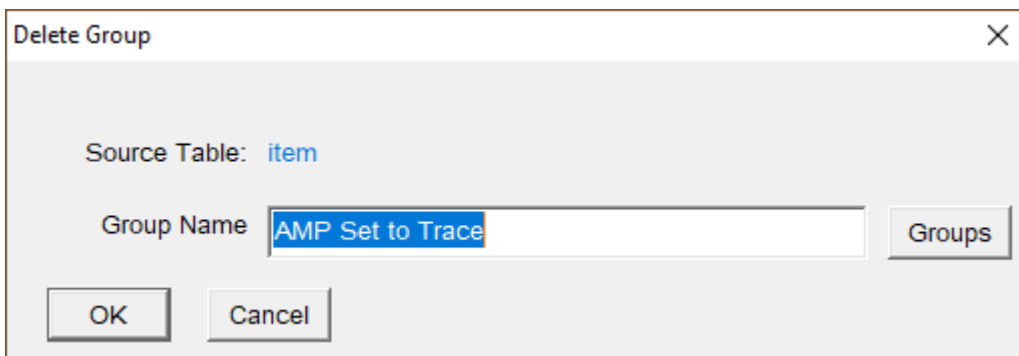 Delete Group
Source Table: item
Group Name AMP Set to Trace Groups
OK Cancel